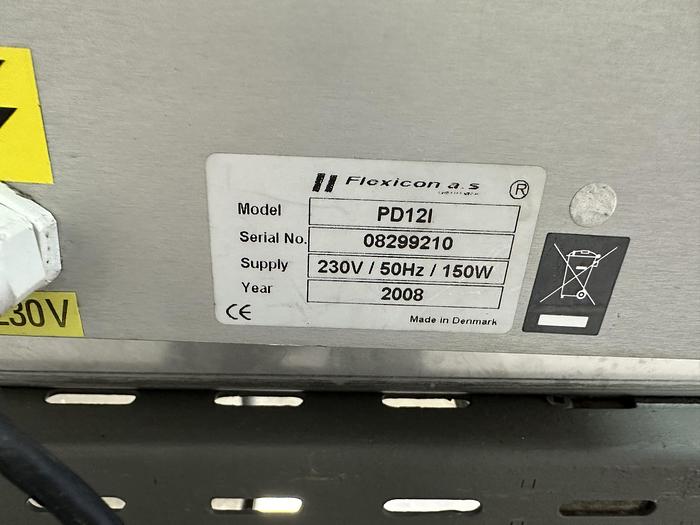 Flexicon a.s
®
Model PD12I
Serial No. 08299210
Supply 230V / 50Hz / 150W
Year 2008
CE
Made in Denmark
230V